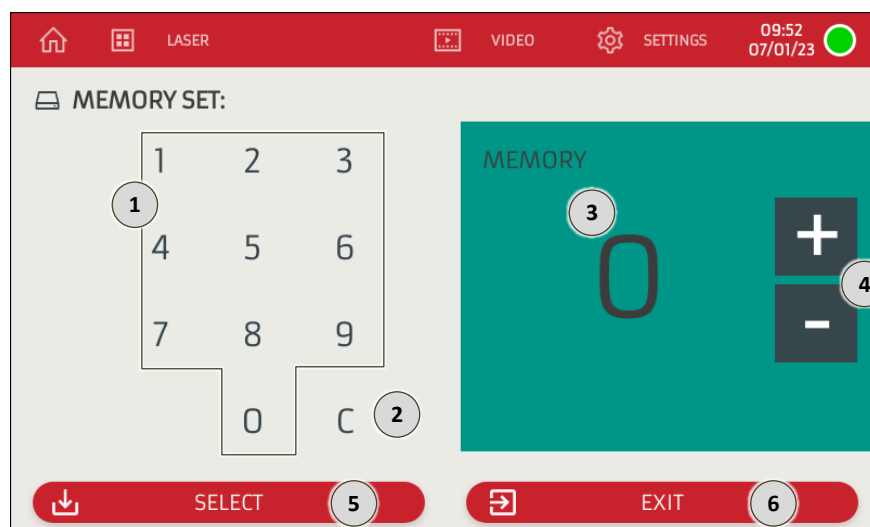 LASER VIDEO SETTINGS 09:52
07/01/23
MEMORY SET:
1 2 3
1
4 5 6
7 8 9
0 C 2
MEMORY
3
0
+
4
-
SELECT 5
EXIT 6